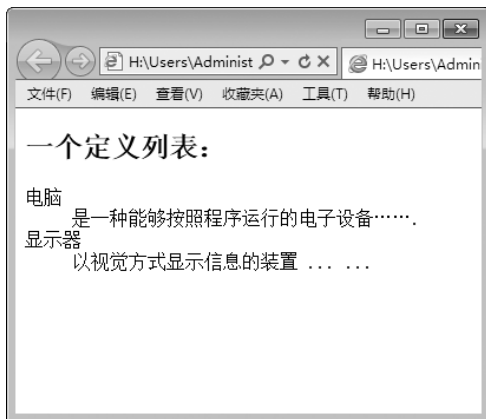 H:\Users\Administ
H:\Users\Admin
文件(F) 编辑(E) 查看(V) 收藏夹(A) 工具(T) 帮助(H)
一个定义列表：
电脑
是一种能够按照程序运行的电子设备…….
显示器
以视觉方式显示信息的装置 ... ...